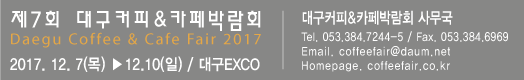 제7회 대구커피&카페박람회
Daegu Coffee & Cafe Fair 2017
2017. 12. 7(목) ▶12.10(일) / 대구EXCO
대구커피&카페박람회 사무국
Tel. 053.384.7244~5 / Fax. 053.384.6969
Email. coffeefair@daum.net
Homepage. coffeefair.co.kr